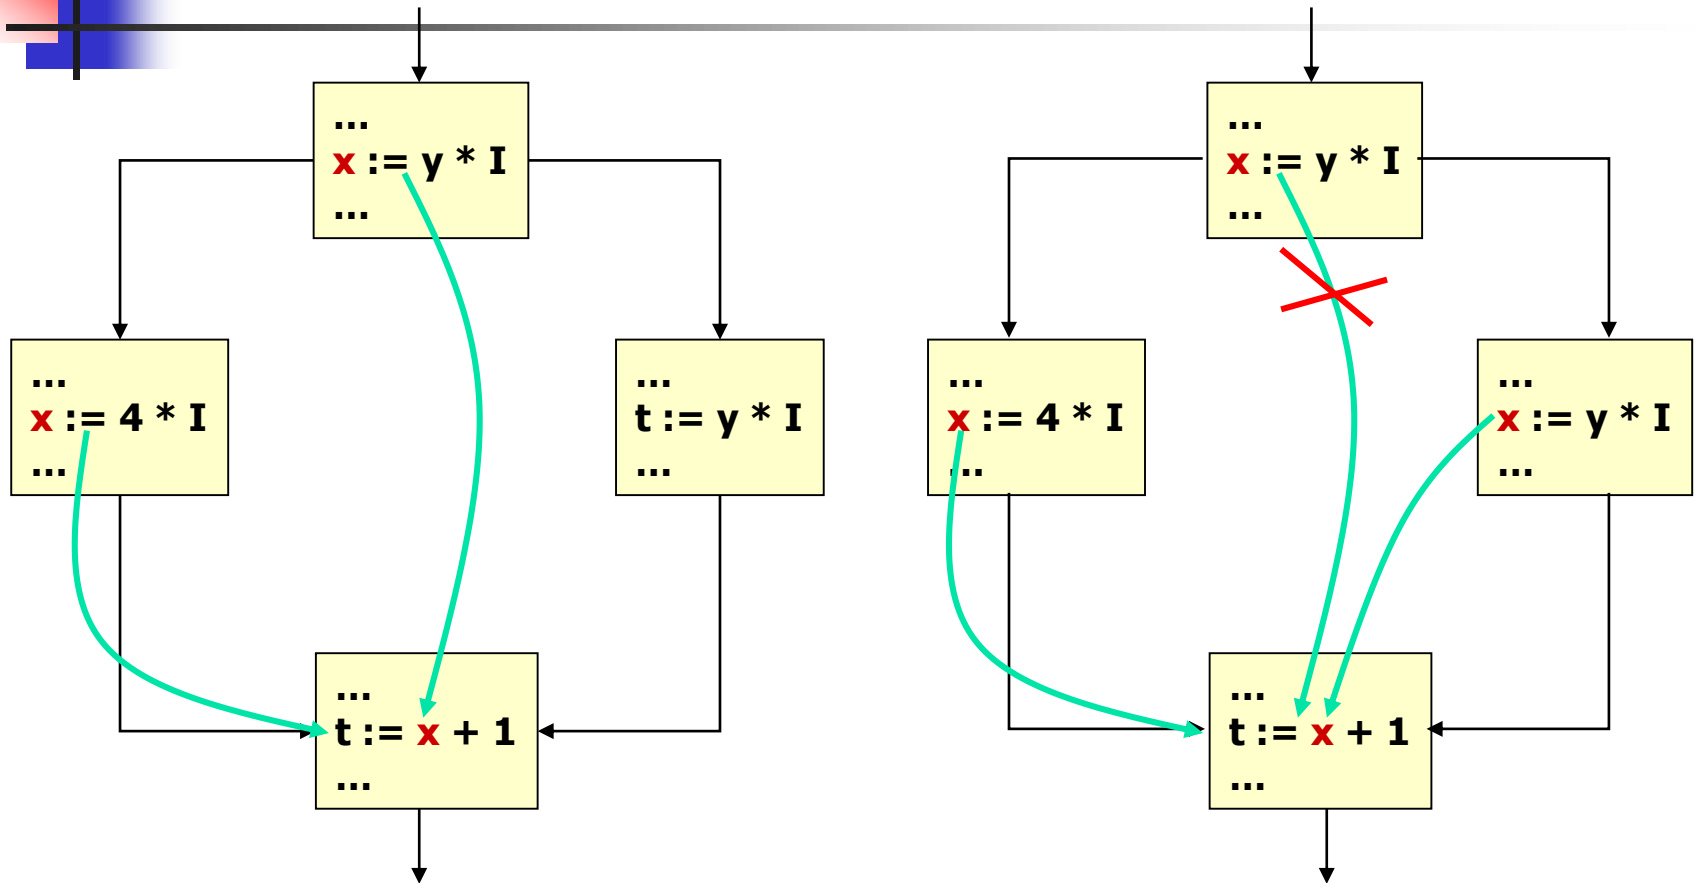 ...
x := y * I
...
...
x := 4 * I
...
...
t := y * I
...
...
t := x + 1
...
...
x := y * I
...
...
x := 4 * I
...
...
x := y * I
...
...
t := x + 1
...